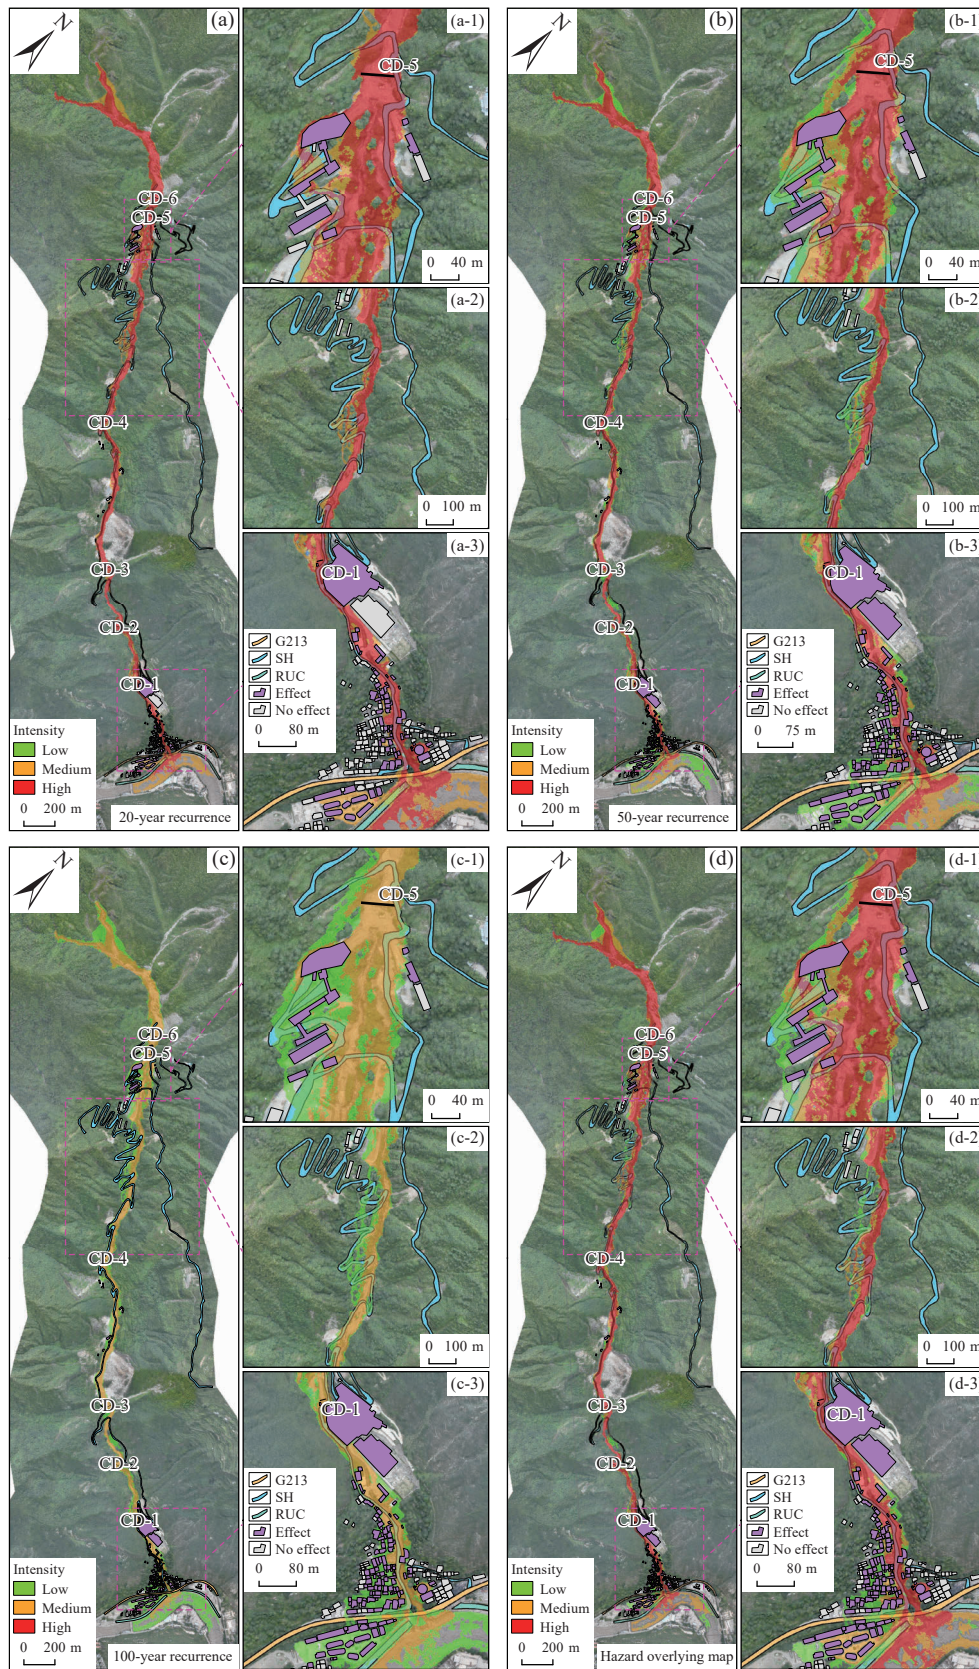 (a)
N
CD-6
CD-5
CD-4
CD-3
CD-2
CD-1
Intensity
Low
Medium
High
0 200 m
20-year recurrence
(a-1)
CD-5
0 40 m
(a-2)
0 100 m
(a-3)
CD-1
G213
SH
RUC
Effect
No effect
0 80 m
(b)
N
CD-6
CD-5
CD-4
CD-3
CD-2
CD-1
Intensity
Low
Medium
High
0 200 m
50-year recurrence
(b-1)
CD-5
0 40 m
(b-2)
0 100 m
(b-3)
CD-1
G213
SH
RUC
Effect
No effect
0 75 m
(c)
N
CD-6
CD-5
CD-4
CD-3
CD-2
CD-1
Intensity
Low
Medium
High
0 200 m
100-year recurrence
(c-1)
CD-5
0 40 m
(c-2)
0 100 m
(c-3)
CD-1
G213
SH
RUC
Effect
No effect
0 80 m
(d)
N
CD-6
CD-5
CD-4
CD-3
CD-2
CD-1
Intensity
Low
Medium
High
0 200 m
Hazard overlying map
(d-1)
CD-5
0 40 m
(d-2)
0 100 m
(d-3)
CD-1
G213
SH
RUC
Effect
No effect
0 80 m